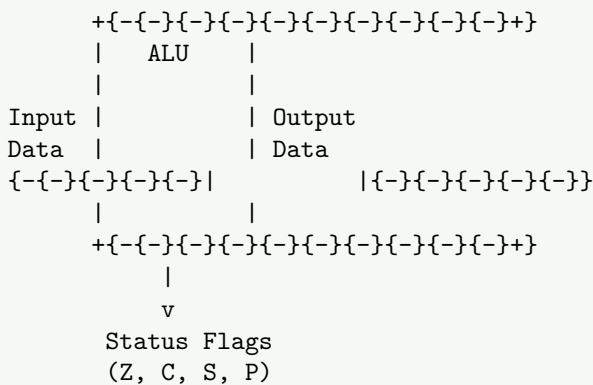 +{-{-}{-}{-}{-}{-}{-}{-}{-}{-}+}
|    ALU    |
|           |
Input |           | Output
Data  |           | Data
{-{-}{-}{-}{-}|           |{-}{-}{-}{-}{-}}
|           |
+{-{-}{-}{-}{-}{-}{-}{-}{-}{-}+}
|
v
Status Flags
(Z, C, S, P)